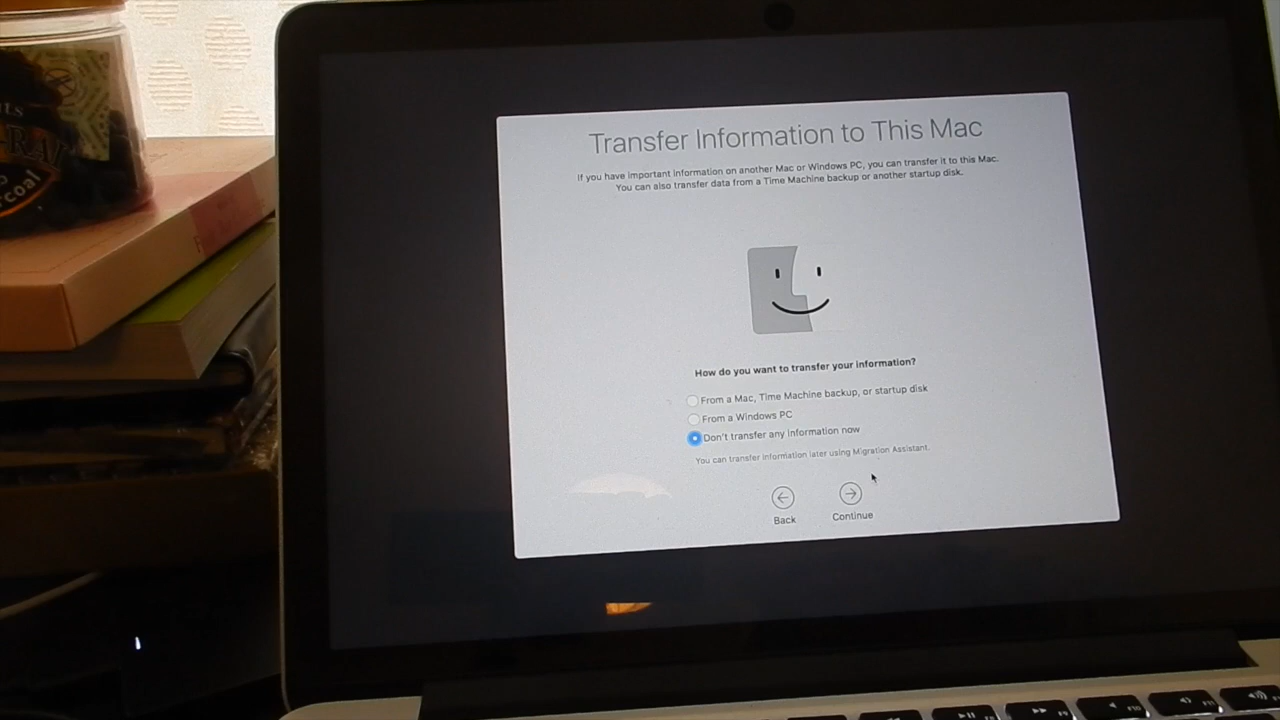 Transfer Information to This Mac
If you have important information on another Mac or Windows PC, you can transfer it to this Mac.
You can also transfer data from a Time Machine backup or another startup disk.
How do you want to transfer your information?
From a Mac, Time Machine backup, or startup disk
From a Windows PC
Don't transfer any information now
You can transfer information later using Migration Assistant.
Back
Continue
F9
F10
F11